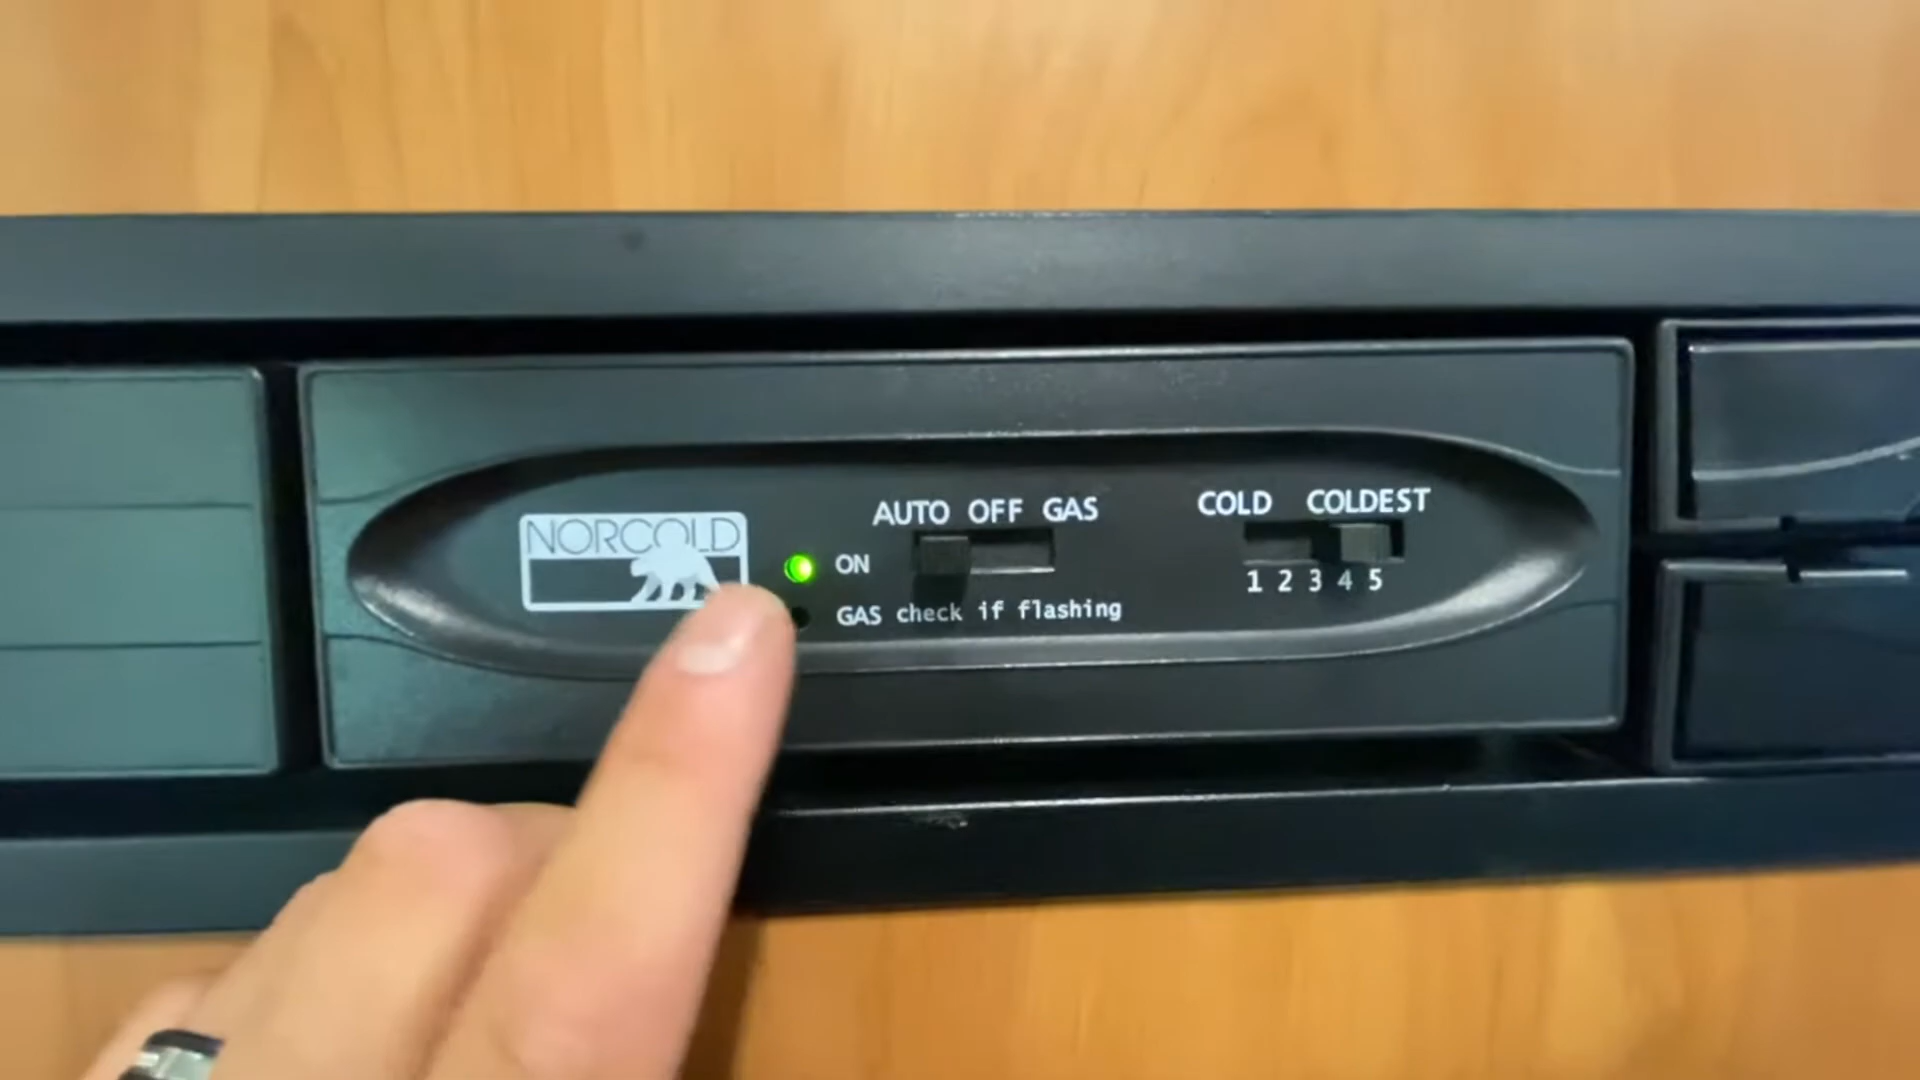 NORCOLD
AUTO OFF GAS
COLD COLDEST
ON
1 2 3 4 5
GAS check if flashing